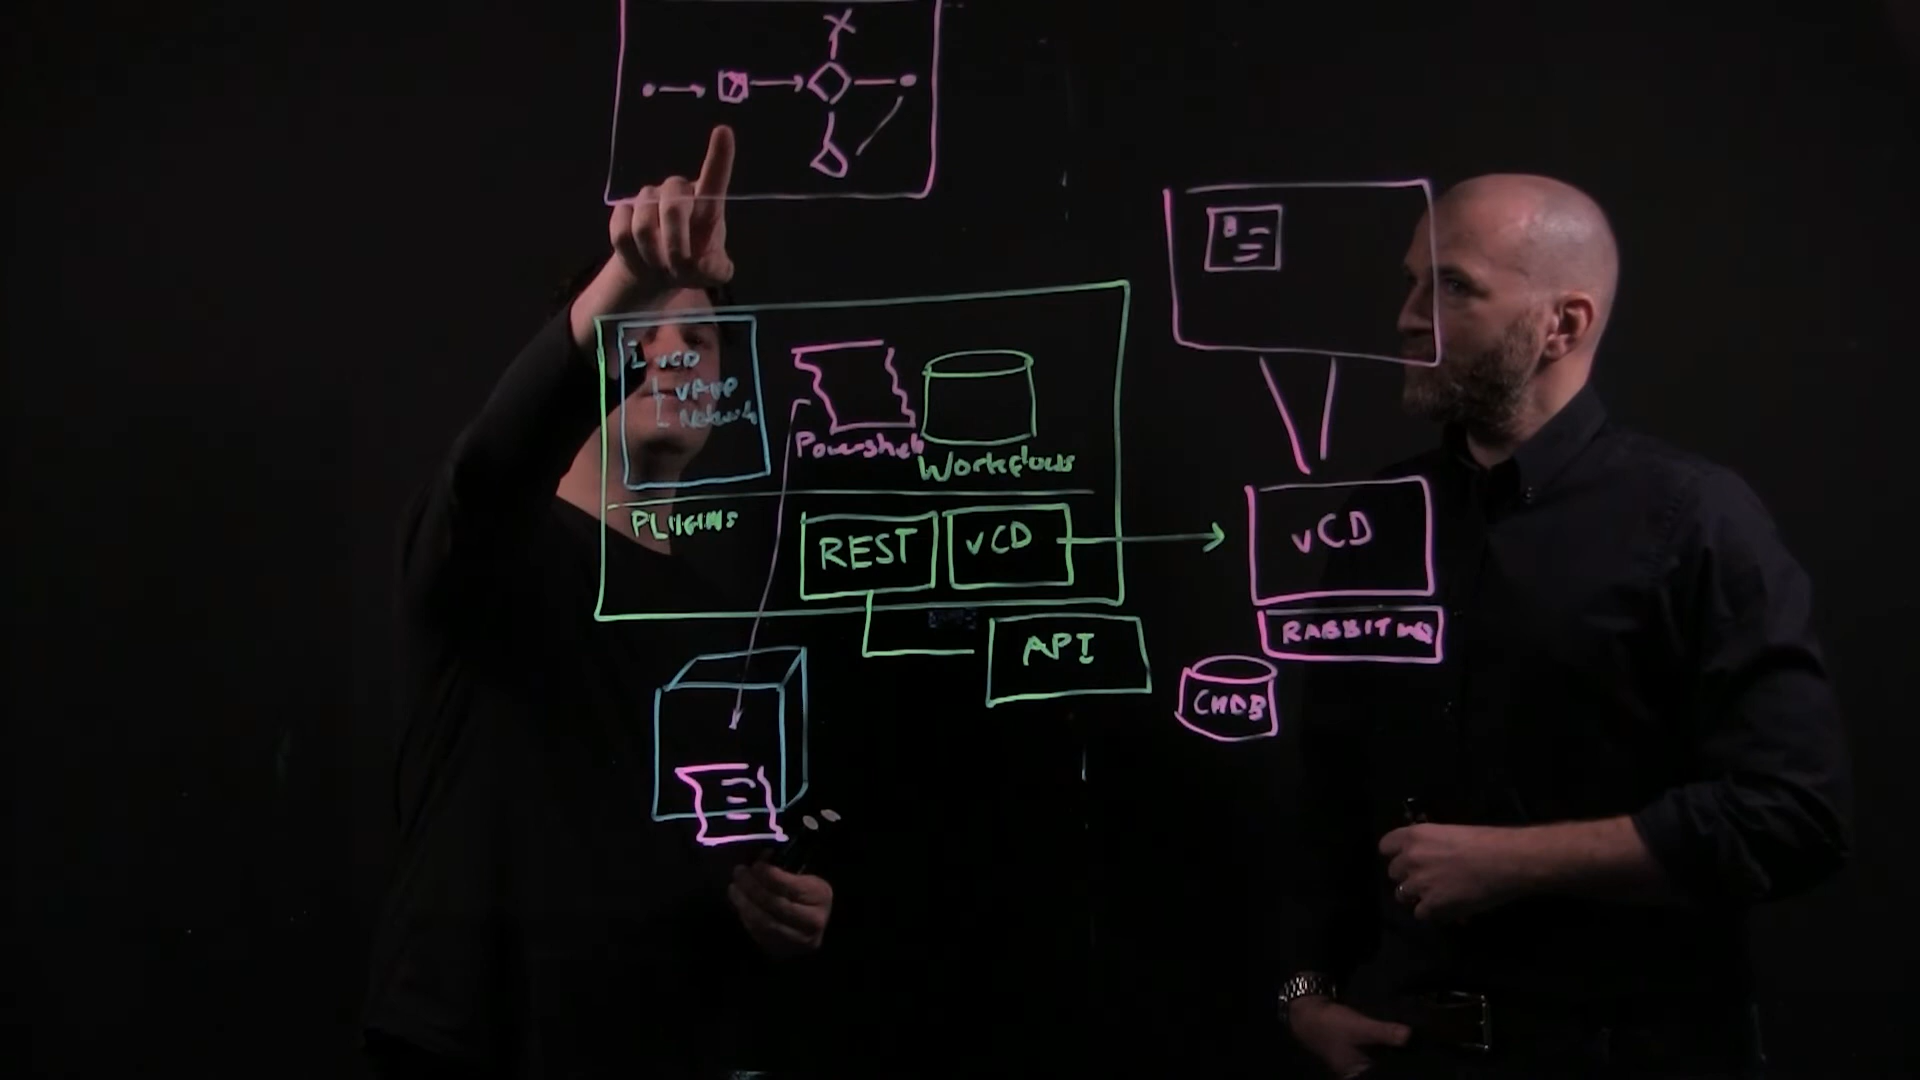 vCD
vApp
Network
Powershell
Workflows
PLUGINS
REST
vCD
API
vCD
RABBIT MQ
CMDB